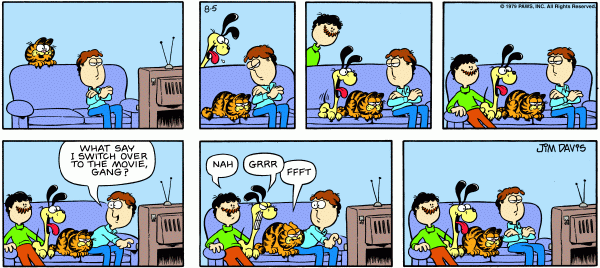 8-5
© 1979 PAWS, INC. All Rights Reserved.
WHAT SAY
I SWITCH OVER
TO THE MOVIE,
GANG?
NAH
GRRR
FFFT
JIM DAVIS